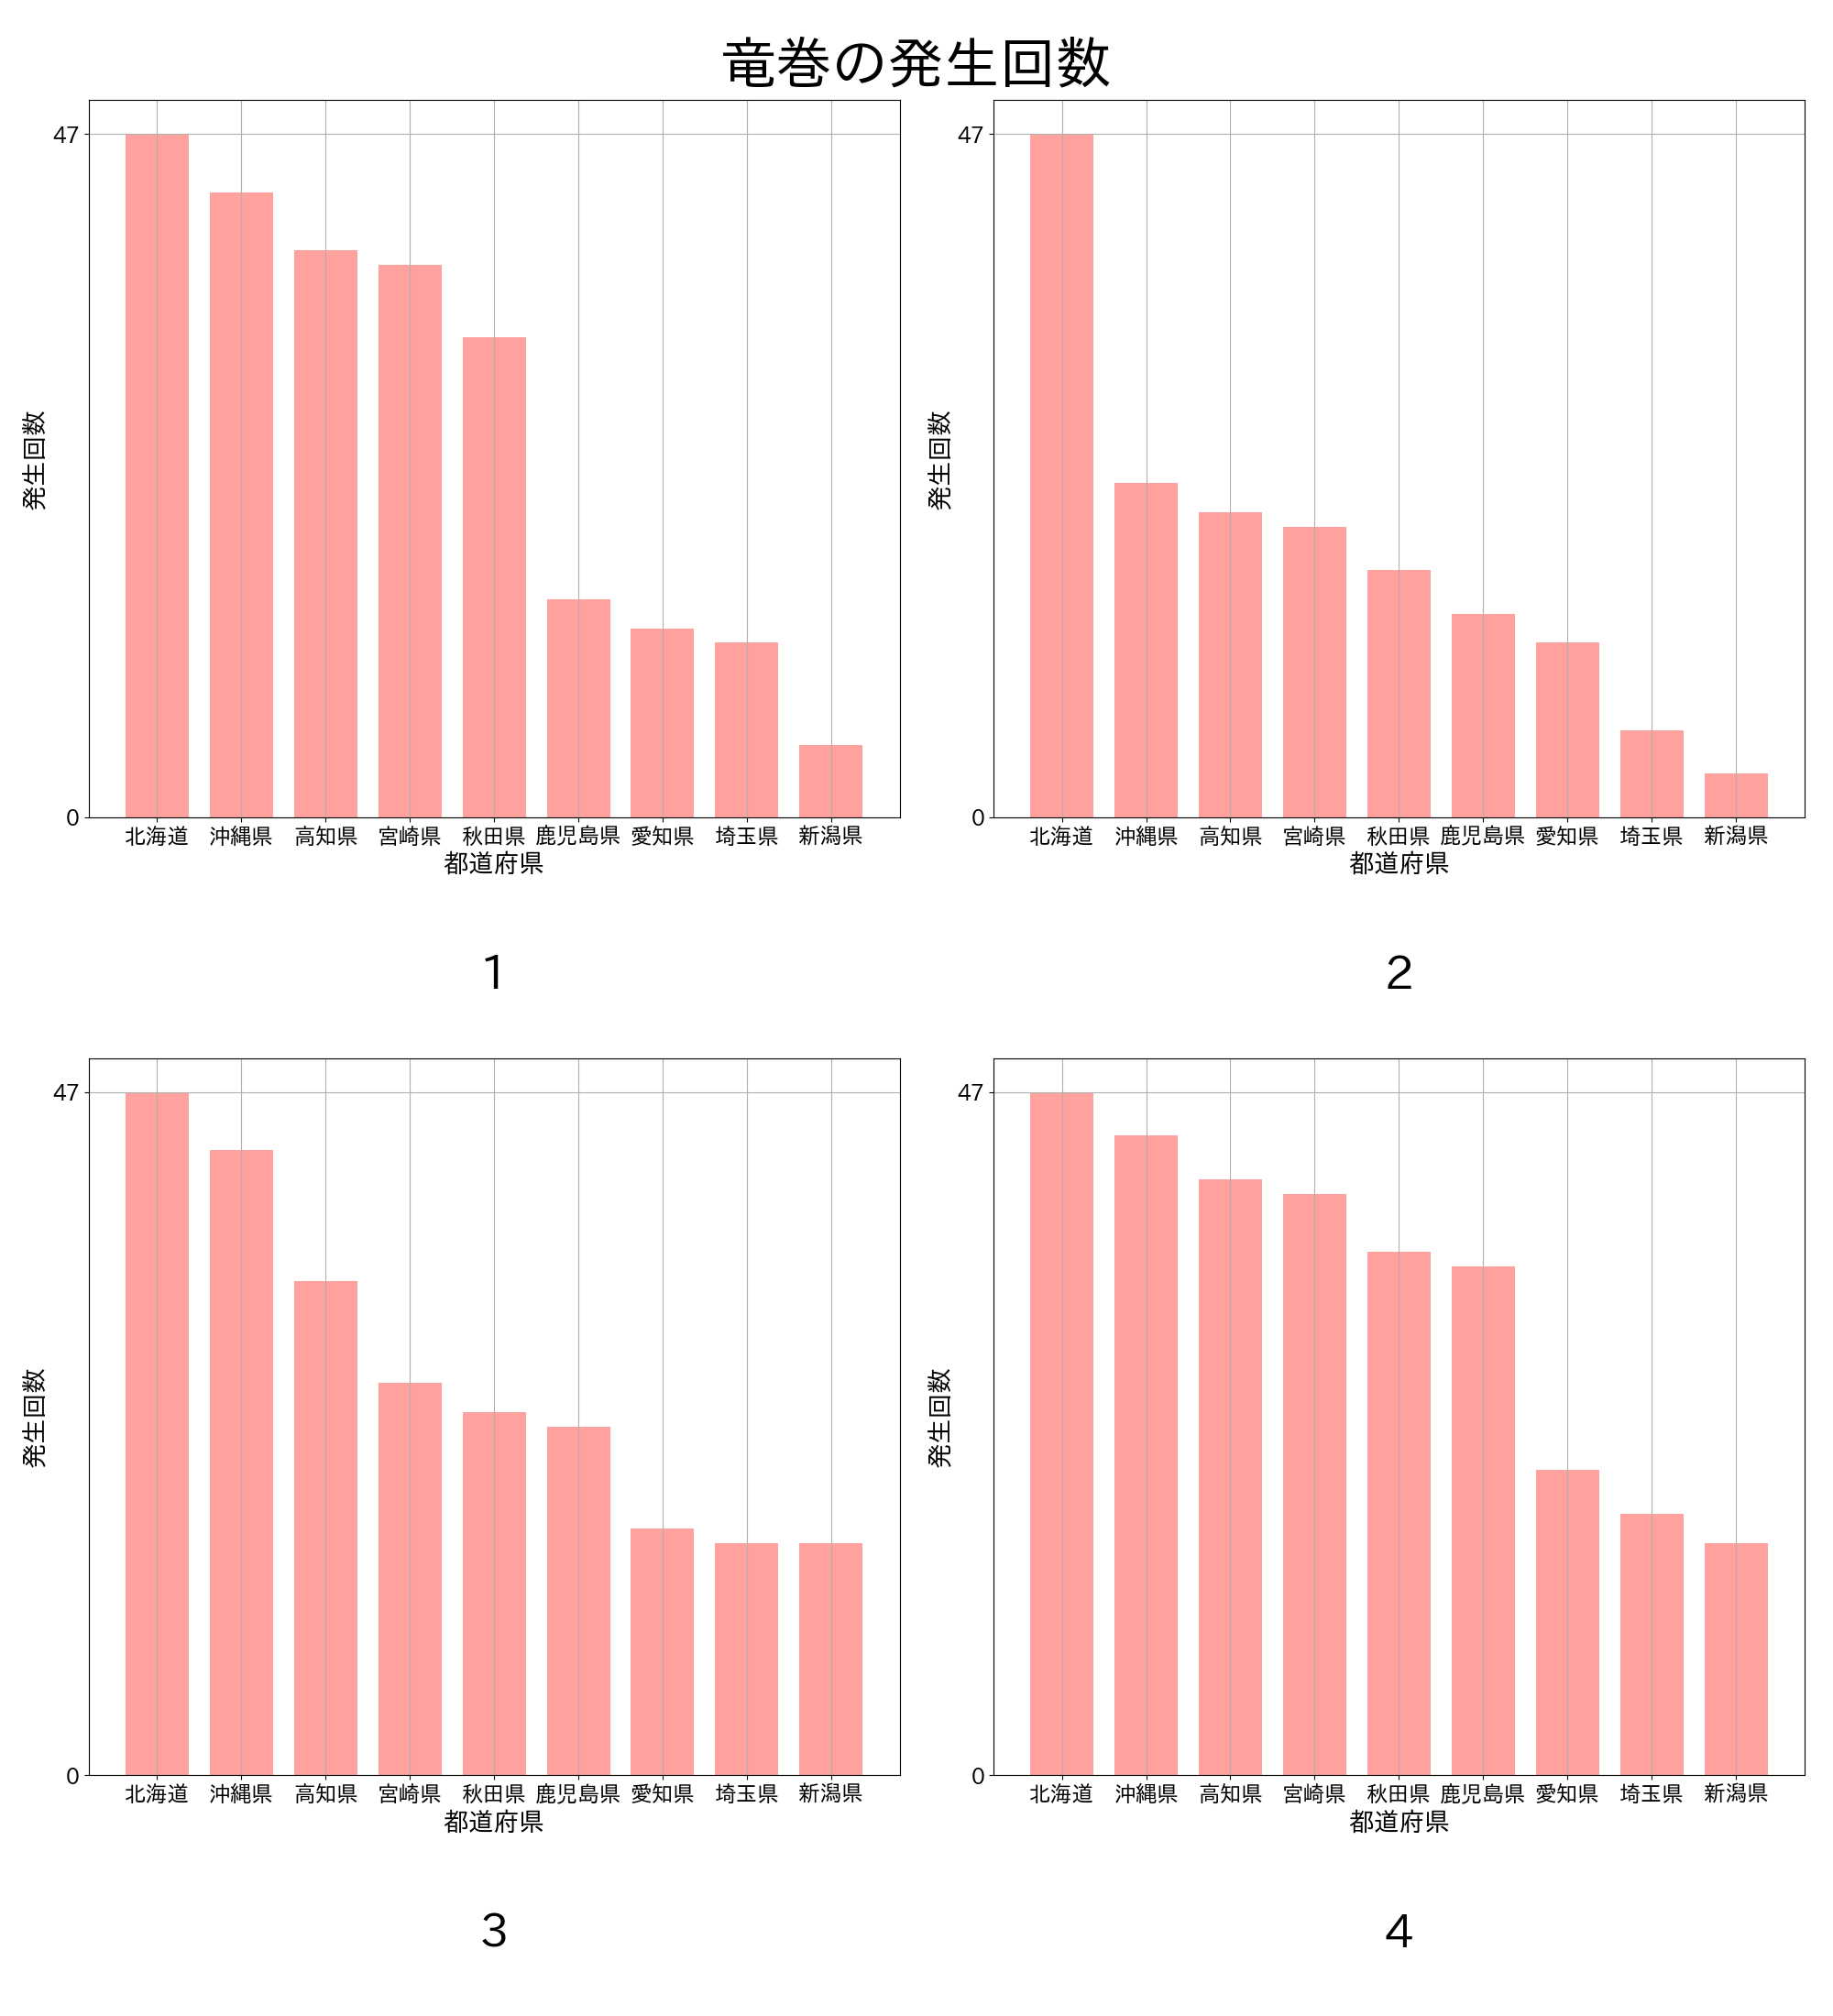 竜巻の発生回数
47
0
発生回数
北海道 沖縄県 高知県 宮崎県 秋田県 鹿児島県 愛知県 埼玉県 新潟県
都道府県
1
47
0
発生回数
北海道 沖縄県 高知県 宮崎県 秋田県 鹿児島県 愛知県 埼玉県 新潟県
都道府県
2
47
0
発生回数
北海道 沖縄県 高知県 宮崎県 秋田県 鹿児島県 愛知県 埼玉県 新潟県
都道府県
3
47
0
発生回数
北海道 沖縄県 高知県 宮崎県 秋田県 鹿児島県 愛知県 埼玉県 新潟県
都道府県
4